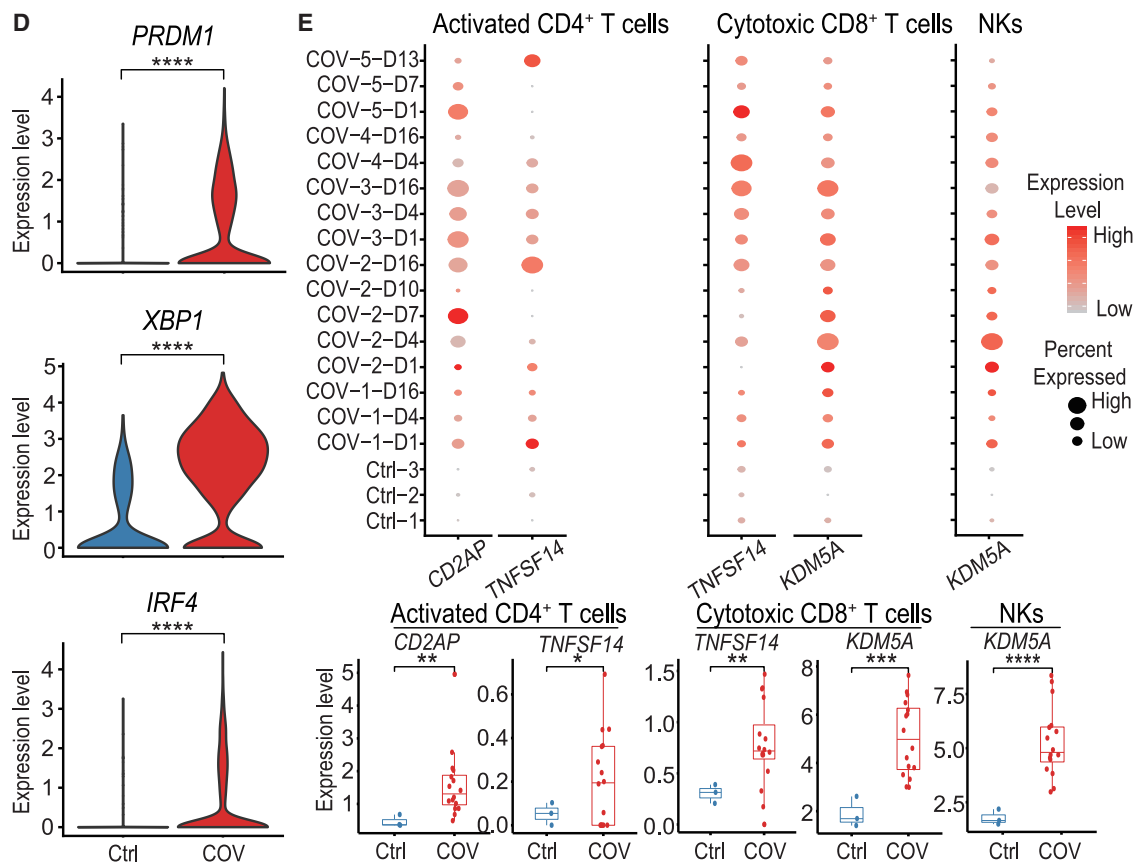 D
PRDM1
****
Expression level
4
3
2
1
0
XBP1
****
Expression level
5
4
3
2
1
0
IRF4
****
Expression level
4
3
2
1
0
Ctrl
COV
E
Activated CD4+ T cells
Cytotoxic CD8+ T cells
NKs
COV−5−D13
COV−5−D7
COV−5−D1
COV−4−D16
COV−4−D4
COV−3−D16
COV−3−D4
COV−3−D1
COV−2−D16
COV−2−D10
COV−2−D7
COV−2−D4
COV−2−D1
COV−1−D16
COV−1−D4
COV−1−D1
Ctrl−3
Ctrl−2
Ctrl−1
CD2AP
TNFSF14
TNFSF14
KDM5A
KDM5A
Expression
Level
High
Low
Percent
Expressed
High
Low
Activated CD4+ T cells
Cytotoxic CD8+ T cells
NKs
CD2AP
TNFSF14
TNFSF14
KDM5A
KDM5A
**
*
**
***
****
Expression level
5
4
3
2
1
0.6
0.4
0.2
0.0
1.5
1.0
0.5
0.0
8
6
4
2
7.5
5.0
2.5
Ctrl
COV
Ctrl
COV
Ctrl
COV
Ctrl
COV
Ctrl
COV